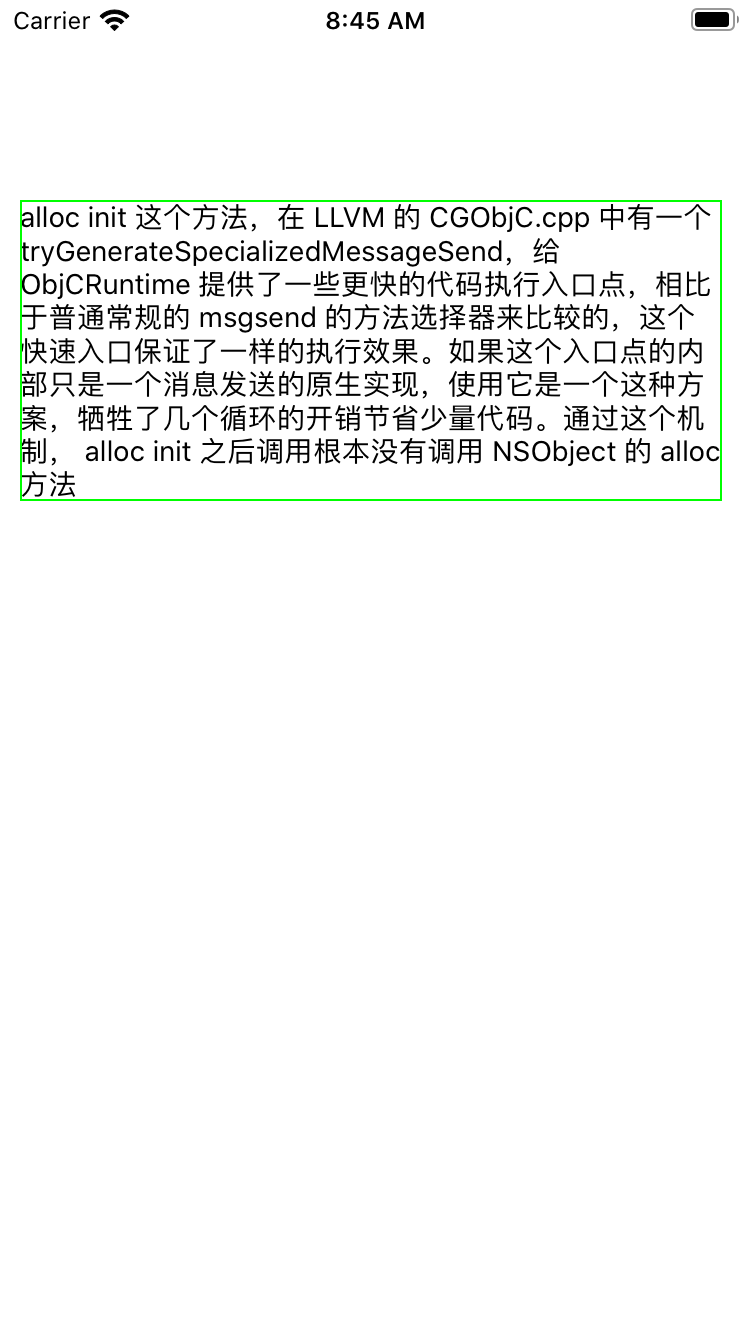 Carrier 8:45 AM
alloc init 这个方法，在 LLVM 的 CGObjC.cpp 中有一个
tryGenerateSpecializedMessageSend，给
ObjCRuntime 提供了一些更快的代码执行入口点，相比
于普通常规的 msgsend 的方法选择器来比较的，这个
快速入口保证了一样的执行效果。如果这个入口点的内
部只是一个消息发送的原生实现，使用它是一个这种方
案，牺牲了几个循环的开销节省少量代码。通过这个机
制， alloc init 之后调用根本没有调用 NSObject 的 alloc
方法